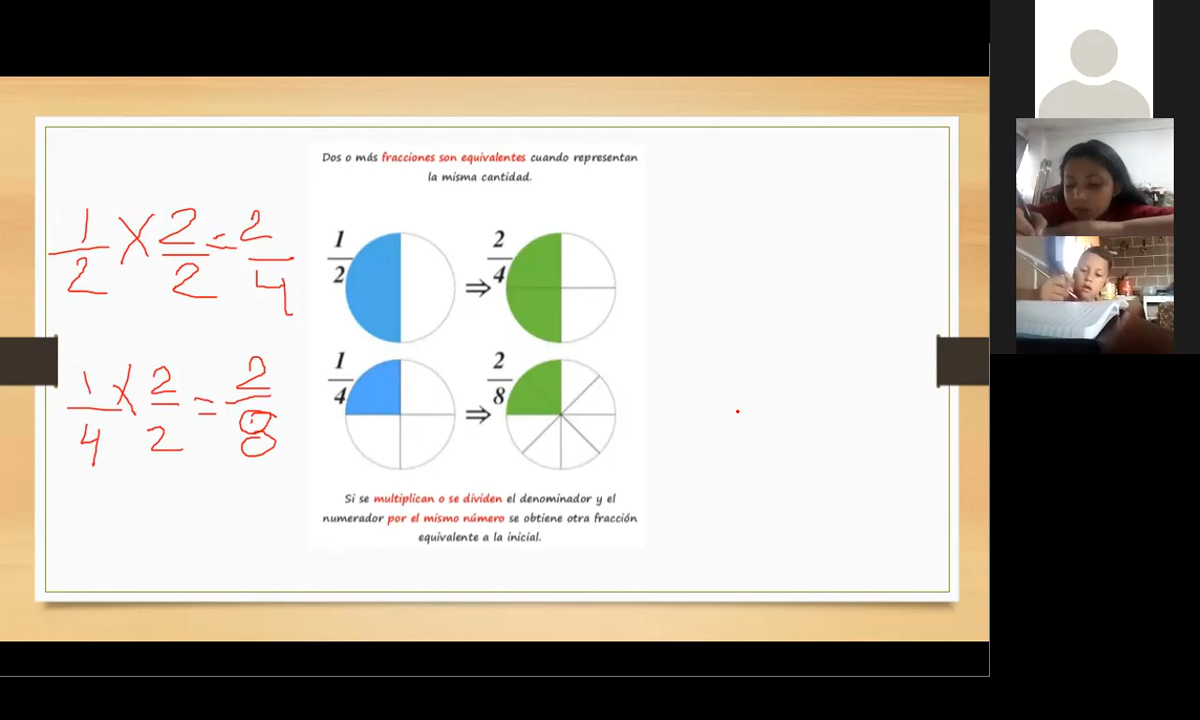 Dos o más fracciones son equivalentes cuando representan
la misma cantidad.
1/2 X 2/2 = 2/4
1/2 ⇒ 2/4
1/4 X 2/2 = 2/8
1/4 ⇒ 2/8
Si se multiplican o se dividen el denominador y el
numerador por el mismo número se obtiene otra fracción
equivalente a la inicial.